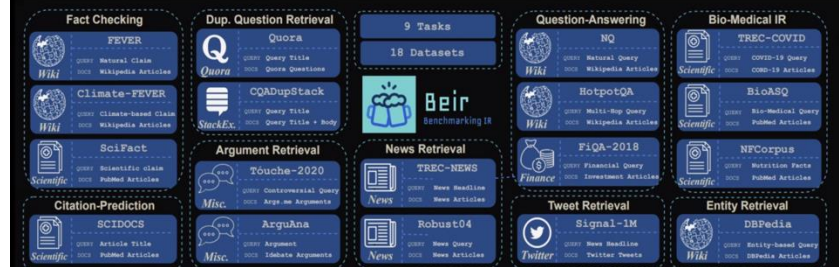 Fact Checking
FEVER
QUERY Natural Claim
DOCS Wikipedia Articles
Wiki
Climate-FEVER
QUERY Climate-based Claim
DOCS Wikipedia Articles
Wiki
SciFact
QUERY Scientific claim
DOCS PubMed Articles
Scientific
Citation-Prediction
SCIDOCS
QUERY Article Title
DOCS PubMed Articles
Scientific
Dup. Question Retrieval
Quora
QUERY Query Title
DOCS Quora Questions
Q
Quora
CQADupStack
QUERY Query Title
DOCS Query Title + Body
StackEx.
Argument Retrieval
Touche-2020
QUERY Controversial Query
DOCS Args.me Arguments
Misc.
ArguAna
QUERY Argument
DOCS Idebate Arguments
Misc.
9 Tasks
18 Datasets
Beir
Benchmarking IR
News Retrieval
TREC-NEWS
QUERY News Headline
DOCS News Articles
News
Robust04
QUERY News Query
DOCS News Articles
News
Question-Answering
NQ
QUERY Natural Query
DOCS Wikipedia Articles
Wiki
HotpotQA
QUERY Multi-Hop Query
DOCS Wikipedia Articles
Wiki
FiQA-2018
QUERY Financial Query
DOCS Investment Articles
Finance
Tweet Retrieval
Signal-1M
QUERY News Headline
DOCS Twitter Tweets
Twitter
Bio-Medical IR
TREC-COVID
QUERY COVID-19 Query
DOCS CORD-19 Articles
Scientific
BioASQ
QUERY Bio-Medical Query
DOCS PubMed Articles
Scientific
NFCorpus
QUERY Nutrition Facts
DOCS PubMed Articles
Scientific
Entity Retrieval
DBPedia
QUERY Entity-based Query
DOCS DBPedia Articles
Wiki